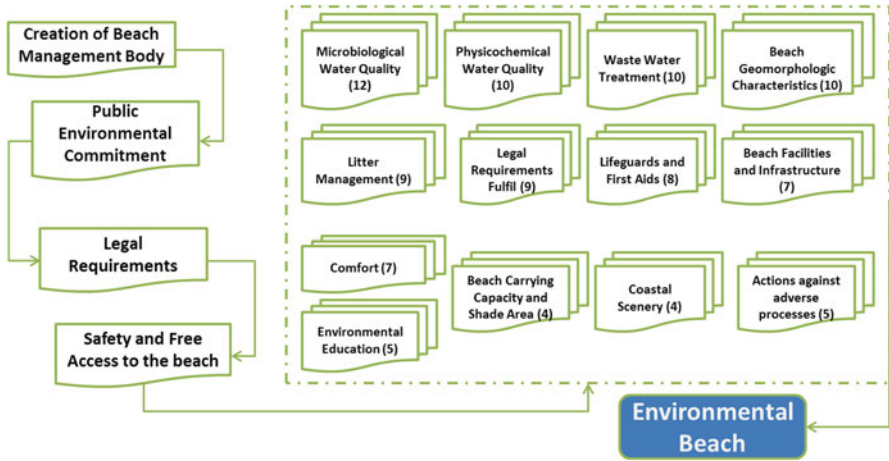 Creation of Beach
Management Body
Public
Environmental
Commitment
Legal
Requirements
Safety and Free
Access to the beach
Microbiological
Water Quality
(12)
Physicochemical
Water Quality
(10)
Waste Water
Treatment (10)
Beach
Geomorphologic
Characteristics (10)
Litter
Management (9)
Legal
Requirements
Fulfil (9)
Lifeguards and
First Aids (8)
Beach Facilities
and Infrastructure
(7)
Comfort (7)
Environmental
Education (5)
Beach Carrying
Capacity and
Shade Area (4)
Coastal
Scenery (4)
Actions against
adverse
processes (5)
Environmental
Beach